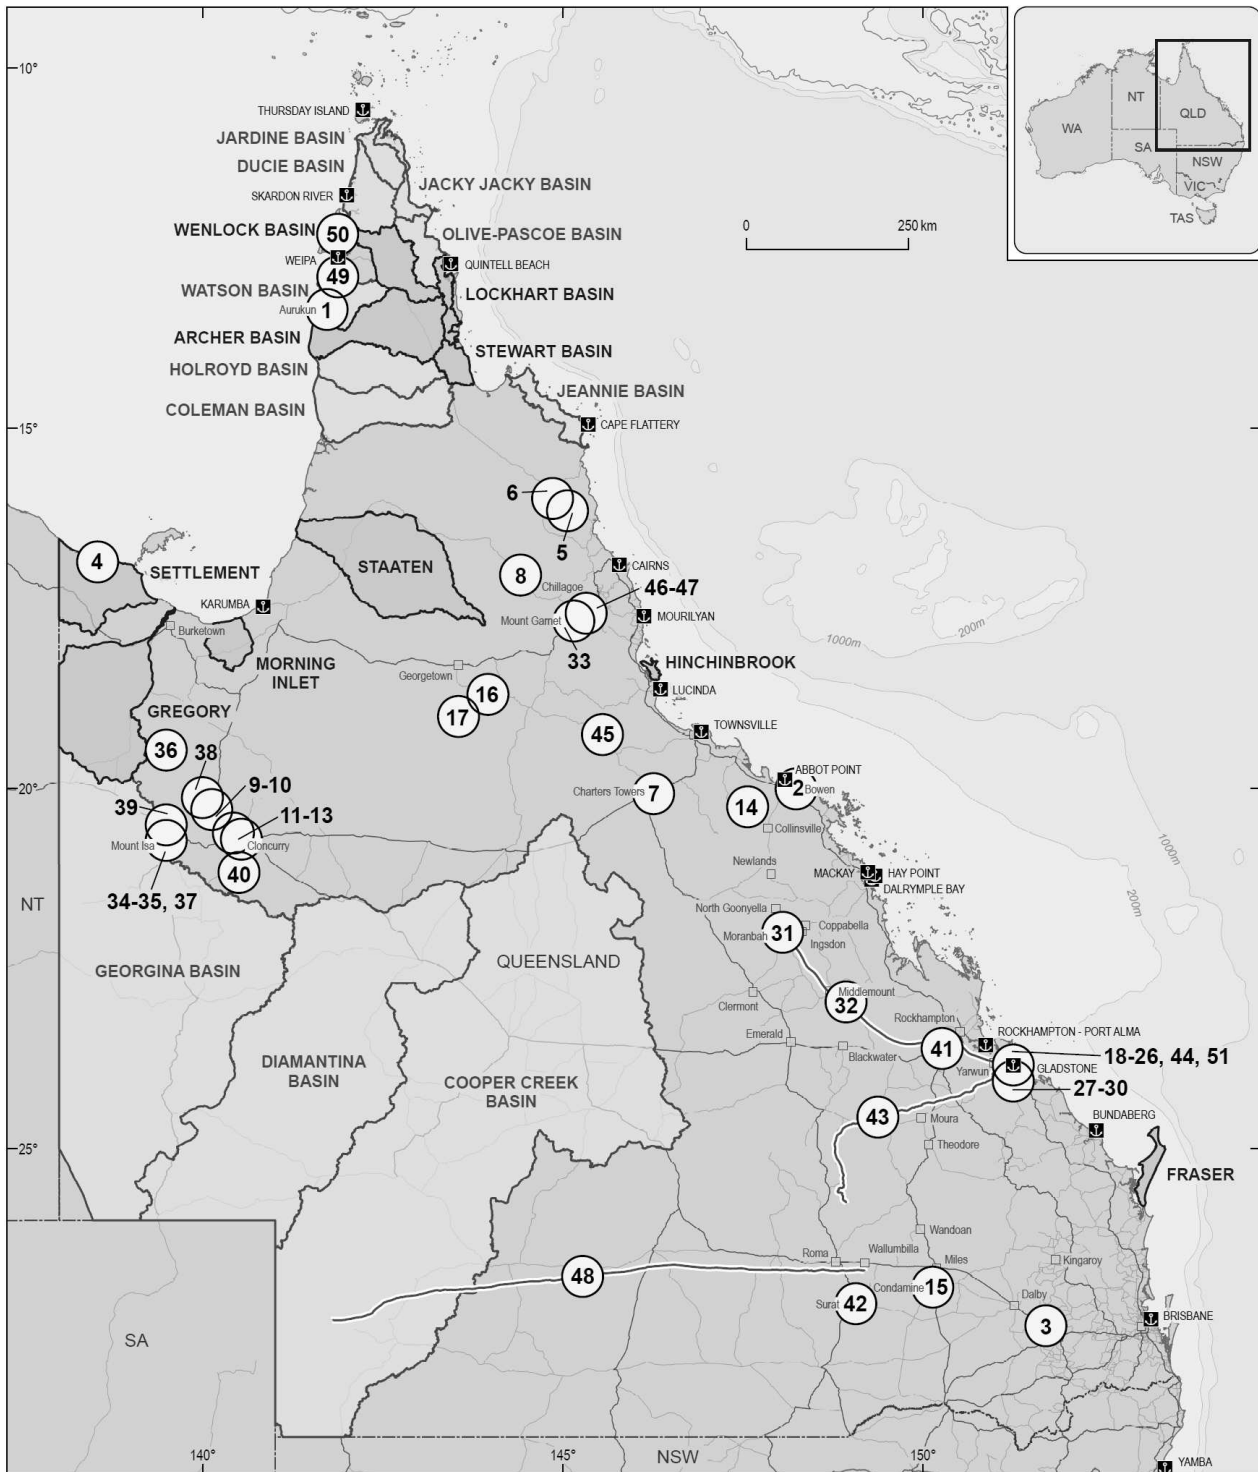 10°
THURSDAY ISLAND
JARDINE BASIN
DUCIE BASIN
JACKY JACKY BASIN
SKARDON RIVER
WENLOCK BASIN
50
OLIVE-PASCOE BASIN
WEIPA
QUINTELL BEACH
49
WATSON BASIN
LOCKHART BASIN
Aurukun
1
ARCHER BASIN
STEWART BASIN
HOLROYD BASIN
JEANNIE BASIN
COLEMAN BASIN
CAPE FLATTERY
15°
0
250 km
WA
NT
QLD
SA
NSW
VIC
TAS
6
5
4
SETTLEMENT
STAATEN
8
Chillagoe
CAIRNS
46-47
KARUMBA
Mount Garnet
MOURILYAN
Burketown
33
1000m
200m
MORNING
INLET
HINCHINBROOK
Georgetown
16
LUCINDA
GREGORY
17
45
TOWNSVILLE
36
38
ABBOT POINT
20°
9-10
Charters Towers
7
2
Bowen
39
11-13
14
Collinsville
Mount Isa
Cloncurry
Newlands
40
MACKAY
HAY POINT
DALRYMPLE BAY
34-35, 37
NT
North Goonyella
Moranbah
31
Coppabella
Ingsdon
1000m
200m
GEORGINA BASIN
QUEENSLAND
Clermont
Middlemount
32
Rockhampton
ROCKHAMPTON - PORT ALMA
Emerald
Blackwater
41
Yarwun
GLADSTONE
18-26, 44, 51
27-30
DIAMANTINA
BASIN
COOPER CREEK
BASIN
43
Moura
BUNDABERG
Theodore
25°
FRASER
Wandoan
Roma
Wallumbilla
Miles
Kingaroy
48
Condamine
15
Surat
42
Dalby
3
BRISBANE
SA
140°
145°
NSW
150°
YAMBA